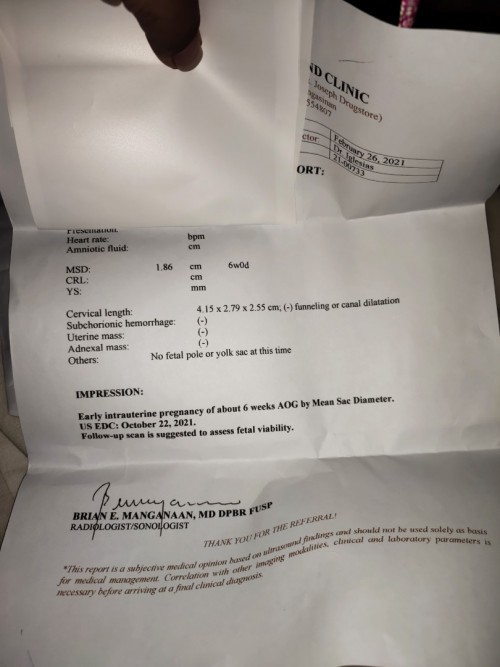 ND CLINIC
Joseph Drugstore)
ngasinan
554807
ctor
February 26, 2021
Dr. Iglesias
21-00733
ORT:
Presentation:
Heart rate: bpm
Amniotic fluid: cm
MSD: 1.86 cm 6w0d
CRL: cm
YS: mm
Cervical length: 4.15 x 2.79 x 2.55 cm; (-) funneling or canal dilatation
Subchorionic hemorrhage: (-)
Uterine mass: (-)
Adnexal mass: (-)
Others: No fetal pole or yolk sac at this time
IMPRESSION:
Early intrauterine pregnancy of about 6 weeks AOG by Mean Sac Diameter.
US EDC: October 22, 2021.
Follow-up scan is suggested to assess fetal viability.
BRIAN E. MANGANAAN, MD DPBR FUSP
RADIOLOGIST/SONOLOGIST
THANK YOU FOR THE REFERRAL!
*This report is a subjective medical opinion based on ultrasound findings and should not be used solely as basis
for medical management. Correlation with other imaging modalities, clinical and laboratory parameters is
necessary before arriving at a final clinical diagnosis.